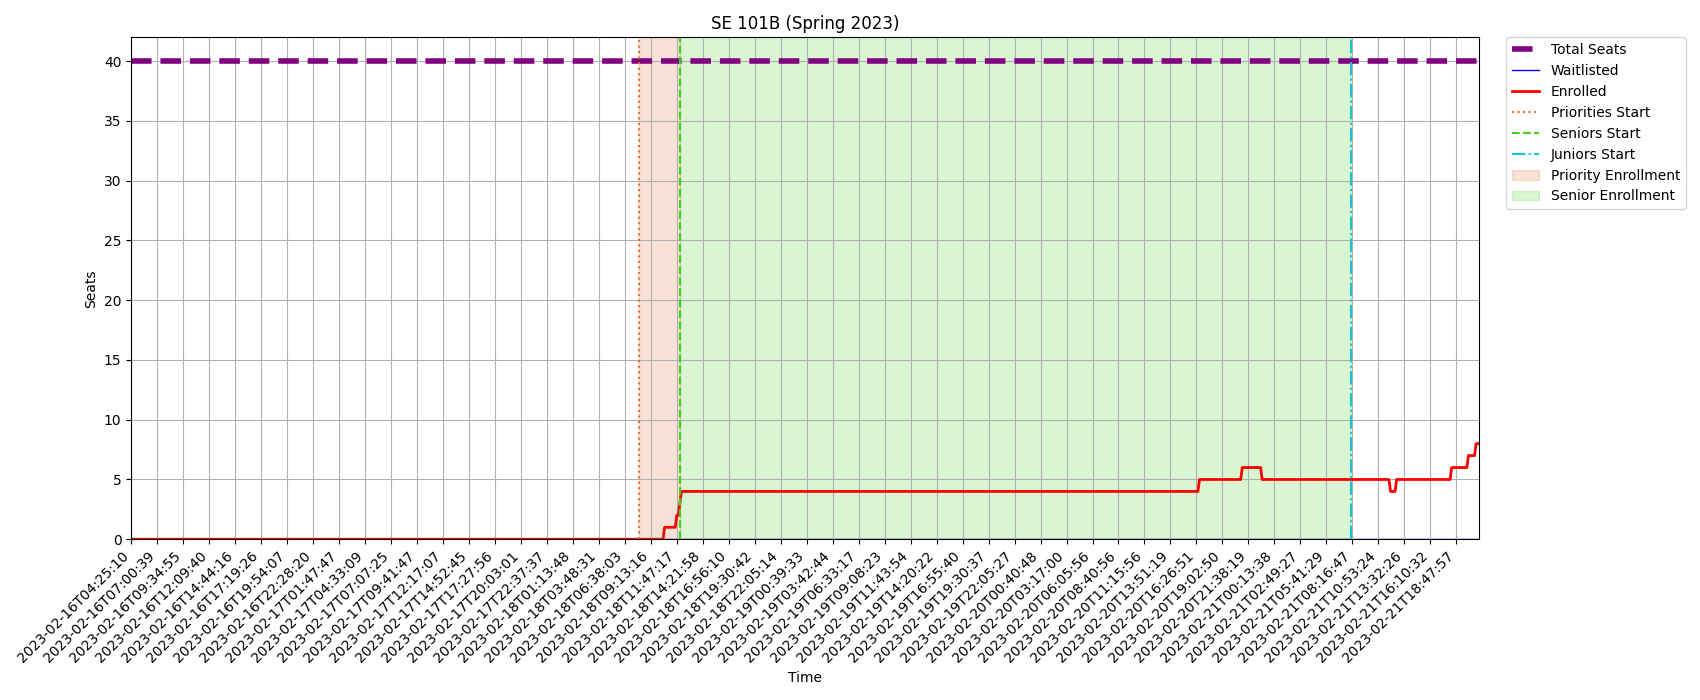 SE 101B (Spring 2023)
Total Seats
Waitlisted
Enrolled
Priorities Start
Seniors Start
Juniors Start
Priority Enrollment
Senior Enrollment
Seats
40
35
30
25
20
15
10
5
0
2023-02-16T04:25:10
2023-02-16T07:00:39
2023-02-16T09:34:55
2023-02-16T12:09:40
2023-02-16T14:44:16
2023-02-16T17:19:26
2023-02-16T19:54:07
2023-02-16T22:28:20
2023-02-17T01:47:47
2023-02-17T04:33:09
2023-02-17T07:07:25
2023-02-17T09:41:47
2023-02-17T12:17:07
2023-02-17T14:52:45
2023-02-17T17:27:56
2023-02-17T20:03:01
2023-02-17T22:37:37
2023-02-18T01:13:48
2023-02-18T03:48:31
2023-02-18T06:38:03
2023-02-18T09:13:16
2023-02-18T11:47:17
2023-02-18T14:21:58
2023-02-18T16:56:10
2023-02-18T19:30:42
2023-02-18T22:05:14
2023-02-19T00:39:33
2023-02-19T03:42:44
2023-02-19T06:33:17
2023-02-19T09:08:23
2023-02-19T11:43:54
2023-02-19T14:20:22
2023-02-19T16:55:40
2023-02-19T19:30:37
2023-02-19T22:05:27
2023-02-20T00:40:48
2023-02-20T03:17:00
2023-02-20T06:05:56
2023-02-20T08:40:56
2023-02-20T11:15:56
2023-02-20T13:51:19
2023-02-20T16:26:51
2023-02-20T19:02:50
2023-02-20T21:38:19
2023-02-21T00:13:38
2023-02-21T02:49:27
2023-02-21T05:41:29
2023-02-21T08:16:47
2023-02-21T10:53:24
2023-02-21T13:32:26
2023-02-21T16:10:32
2023-02-21T18:47:57
Time